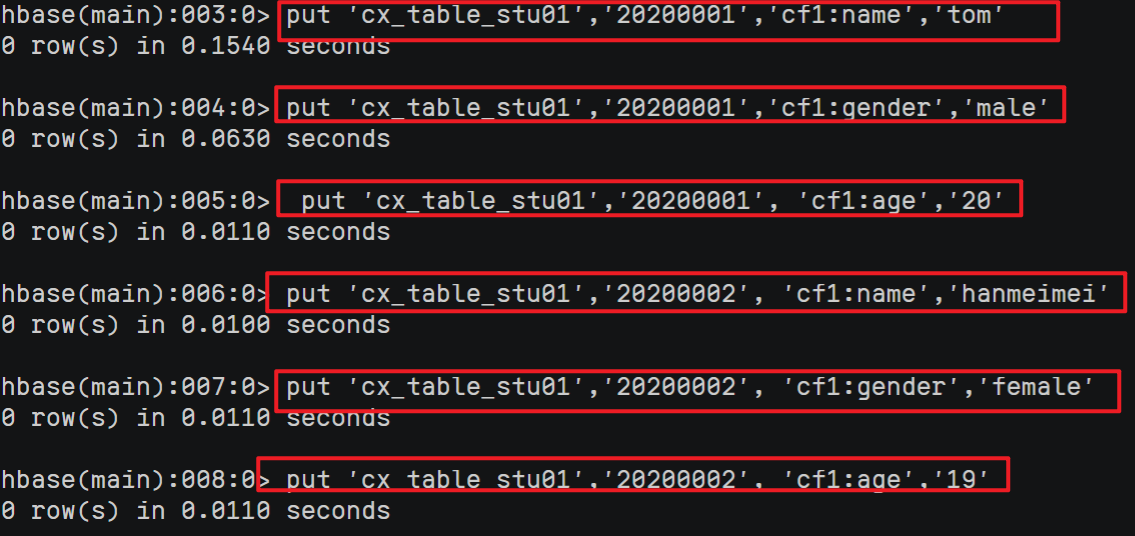 hbase(main):003:0> put 'cx_table_stu01','20200001','cf1:name','tom'
0 row(s) in 0.1540 seconds
hbase(main):004:0> put 'cx_table_stu01','20200001','cf1:gender','male'
0 row(s) in 0.0630 seconds
hbase(main):005:0>  put 'cx_table_stu01','20200001', 'cf1:age','20'
0 row(s) in 0.0110 seconds
hbase(main):006:0> put 'cx_table_stu01','20200002', 'cf1:name','hanmeimei'
0 row(s) in 0.0100 seconds
hbase(main):007:0> put 'cx_table_stu01','20200002', 'cf1:gender','female'
0 row(s) in 0.0110 seconds
hbase(main):008:0> put 'cx_table_stu01','20200002', 'cf1:age','19'
0 row(s) in 0.0110 seconds